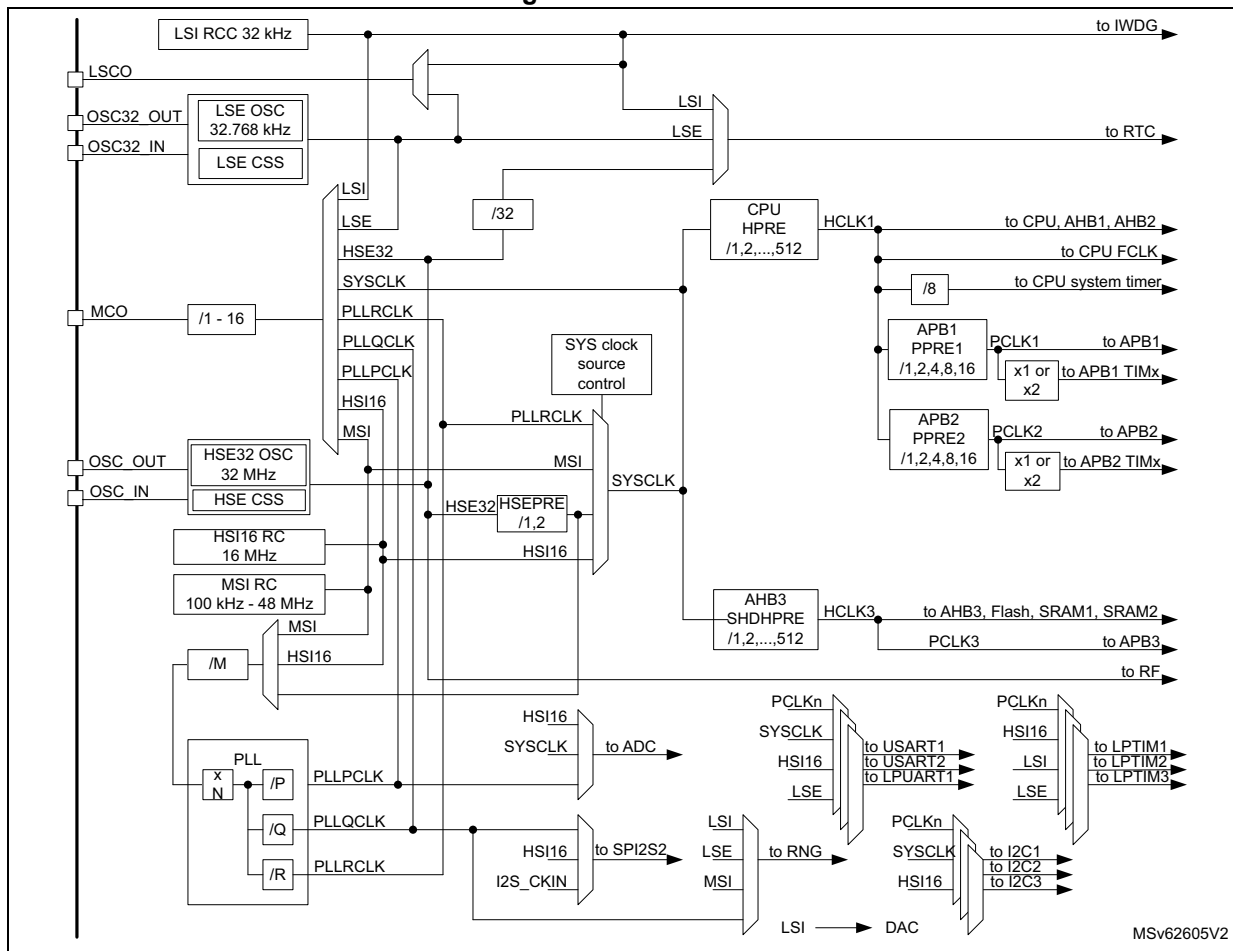 LSI RCC 32 kHz
to IWDG
LSCO
OSC32_OUT
LSE OSC
32.768 kHz
OSC32_IN
LSE CSS
LSI
LSE
to RTC
LSI
LSE
HSE32
SYSCLK
PLLRCLK
PLLQCLK
PLLPCLK
HSI16
MSI
/32
MCO
/1 - 16
CPU
HPRE
/1,2,...,512
HCLK1
to CPU, AHB1, AHB2
to CPU FCLK
/8
to CPU system timer
APB1
PPRE1
/1,2,4,8,16
PCLK1
to APB1
x1 or
x2
to APB1 TIMx
APB2
PPRE2
/1,2,4,8,16
PCLK2
to APB2
x1 or
x2
to APB2 TIMx
SYS clock
source
control
PLLRCLK
MSI
HSE32
HSEPRE
/1,2
HSI16
SYSCLK
OSC_OUT
HSE32 OSC
32 MHz
OSC_IN
HSE CSS
HSI16 RC
16 MHz
MSI RC
100 kHz - 48 MHz
AHB3
SHDHPRE
/1,2,...,512
HCLK3
to AHB3, Flash, SRAM1, SRAM2
PCLK3
to APB3
to RF
MSI
HSI16
/M
PLL
x
N
/P
PLLPCLK
/Q
PLLQCLK
/R
PLLRCLK
HSI16
SYSCLK
to ADC
HSI16
I2S_CKIN
to SPI2S2
LSI
LSE
MSI
to RNG
PCLKn
SYSCLK
HSI16
LSE
to USART1
to USART2
to LPUART1
PCLKn
HSI16
LSI
LSE
to LPTIM1
to LPTIM2
to LPTIM3
PCLKn
SYSCLK
HSI16
to I2C1
to I2C2
to I2C3
LSI
DAC
MSv62605V2